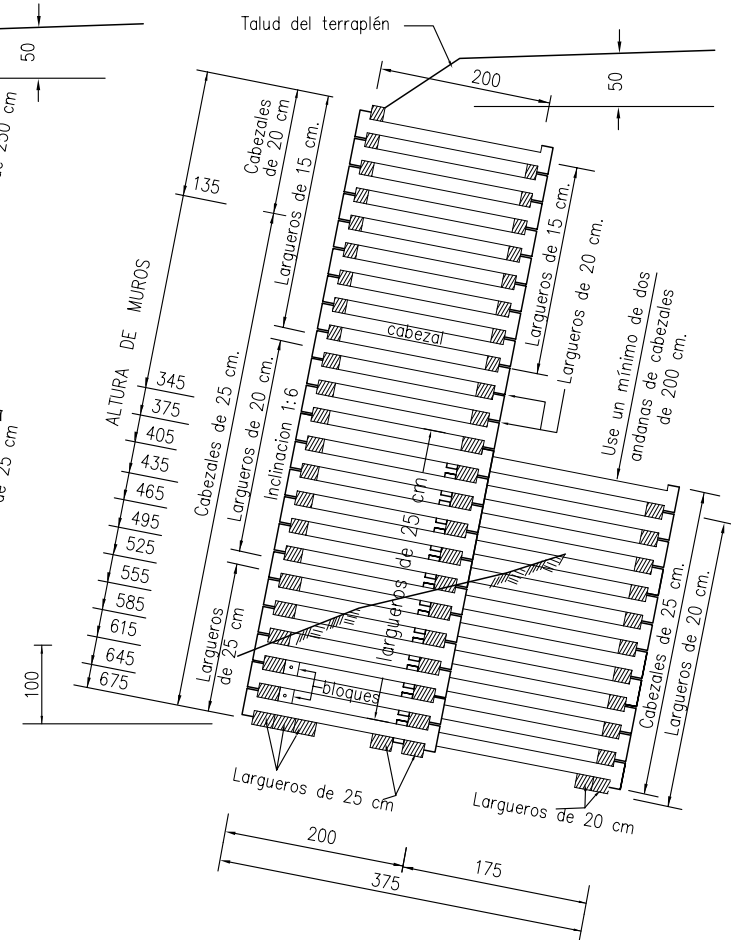 Talud del terraplén
50
200
50
de 250 cm
Cabezales
de 20 cm
Largueros de 15 cm.
135
ALTURA DE MUROS
345
375
405
435
465
495
525
555
585
615
645
675
100
Cabezales de 25 cm.
Largueros de 20 cm.
Inclinacion 1:6
Largueros
de 25 cm
de 25 cm
cabezal
Largueros de 15 cm.
Largueros de 20 cm.
Use un mínimo de dos
andanas de cabezales
de 200 cm.
largueros de 25 cm
bloques
Cabezales de 25 cm.
Largueros de 20 cm.
Largueros de 25 cm
Largueros de 20 cm
200
175
375